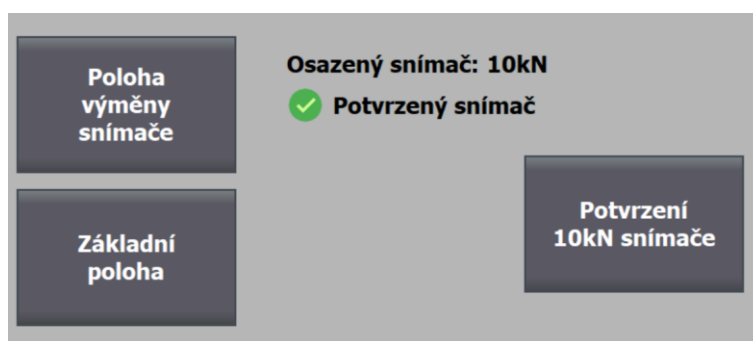 Poloha
výměny
snímače
Osazený snímač: 10kN
Potvrzený snímač
Základní
poloha
Potvrzení
10kN snímače